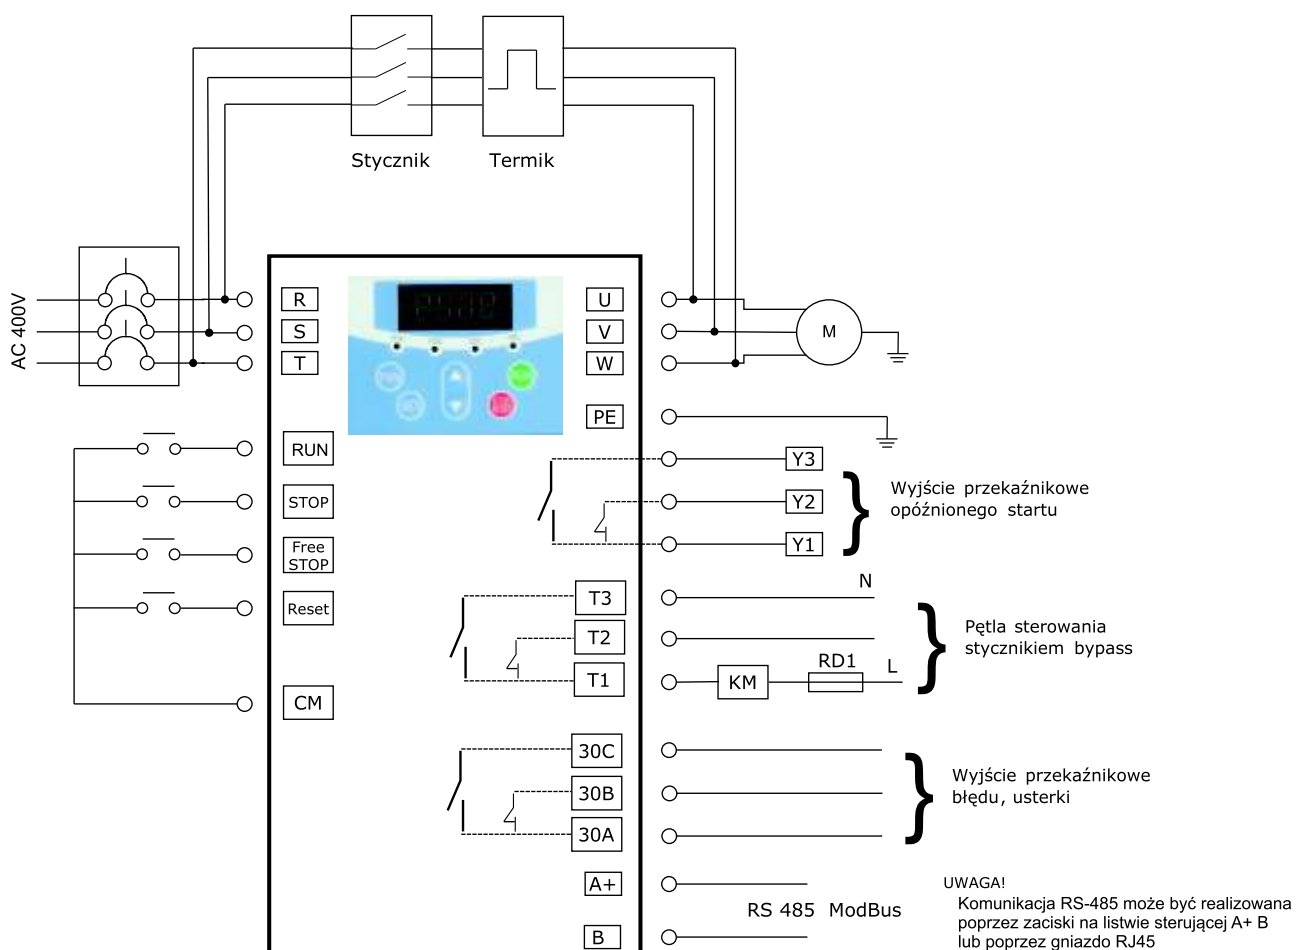 Stycznik
Termik
AC 400V
R
S
T
U
V
W
M
PE
RUN
STOP
Free
STOP
Reset
CM
Y3
Y2
Y1
Wyjście przekaźnikowe
opóźnionego startu
T3
T2
T1
N
KM
RD1
L
Pętla sterowania
stycznikiem bypass
30C
30B
30A
Wyjście przekaźnikowe
błędu, usterki
A+
B
RS 485 ModBus
UWAGA!
Komunikacja RS-485 może być realizowana
poprzez zaciski na listwie sterującej A+ B
lub poprzez gniazdo RJ45